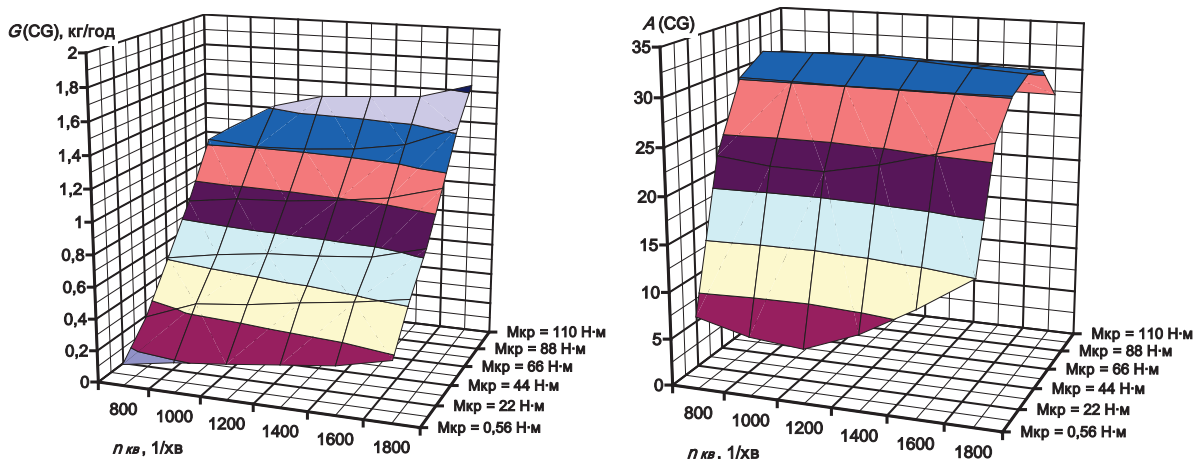 G(CG), кг/год
2
1,8
1,6
1,4
1,2
1
0,8
0,6
0,4
0,2
0
800
1000
1200
1400
1600
1800
n кв, 1/хв
Мкр = 110 Н·м
Мкр = 88 Н·м
Мкр = 66 Н·м
Мкр = 44 Н·м
Мкр = 22 Н·м
Мкр = 0,56 Н·м
A (CG)
35
30
25
20
15
10
5
0
800
1000
1200
1400
1600
1800
n кв, 1/хв
Мкр = 110 Н·м
Мкр = 88 Н·м
Мкр = 66 Н·м
Мкр = 44 Н·м
Мкр = 22 Н·м
Мкр = 0,56 Н·м